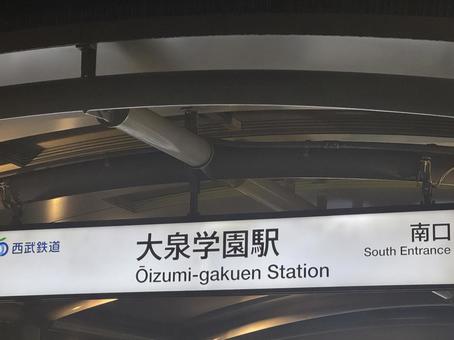 西武鉄道
大泉学園駅
Ōizumi-gakuen Station
南口
South Entrance